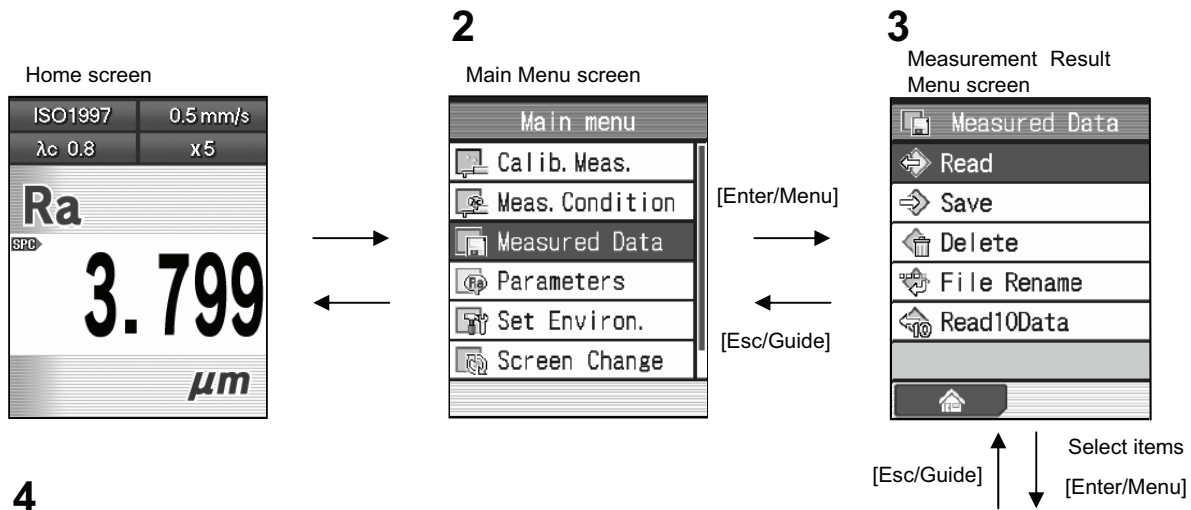 2
3
Home screen
Main Menu screen
Measurement Result
Menu screen
ISO1997 0.5 mm/s
λc 0.8 x5
Ra
SPC
3.799
μm
Main menu
Calib. Meas.
Meas. Condition
Measured Data
Parameters
Set Environ.
Screen Change
[Enter/Menu]
[Esc/Guide]
Measured Data
Read
Save
Delete
File Rename
Read10Data
[Esc/Guide]
Select items
[Enter/Menu]
4